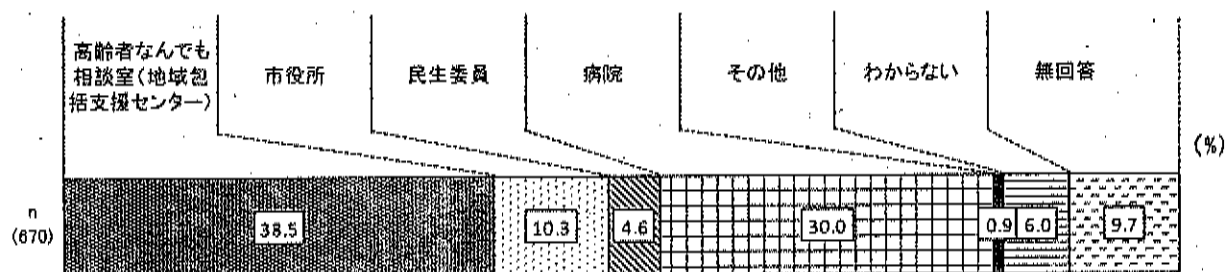 高齢者なんでも
相談室(地域包
括支援センター)
市役所
民生委員
病院
その他
わからない
無回答
(%)
n
(670)
38.5
10.3
4.6
30.0
0.9
6.0
9.7